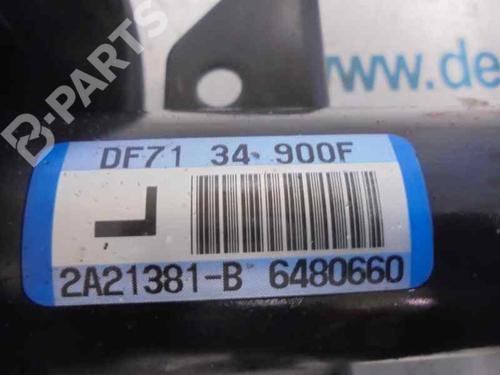 B-PARTS
www.de
DF71 34 900F
L
2A21381-B 6480660